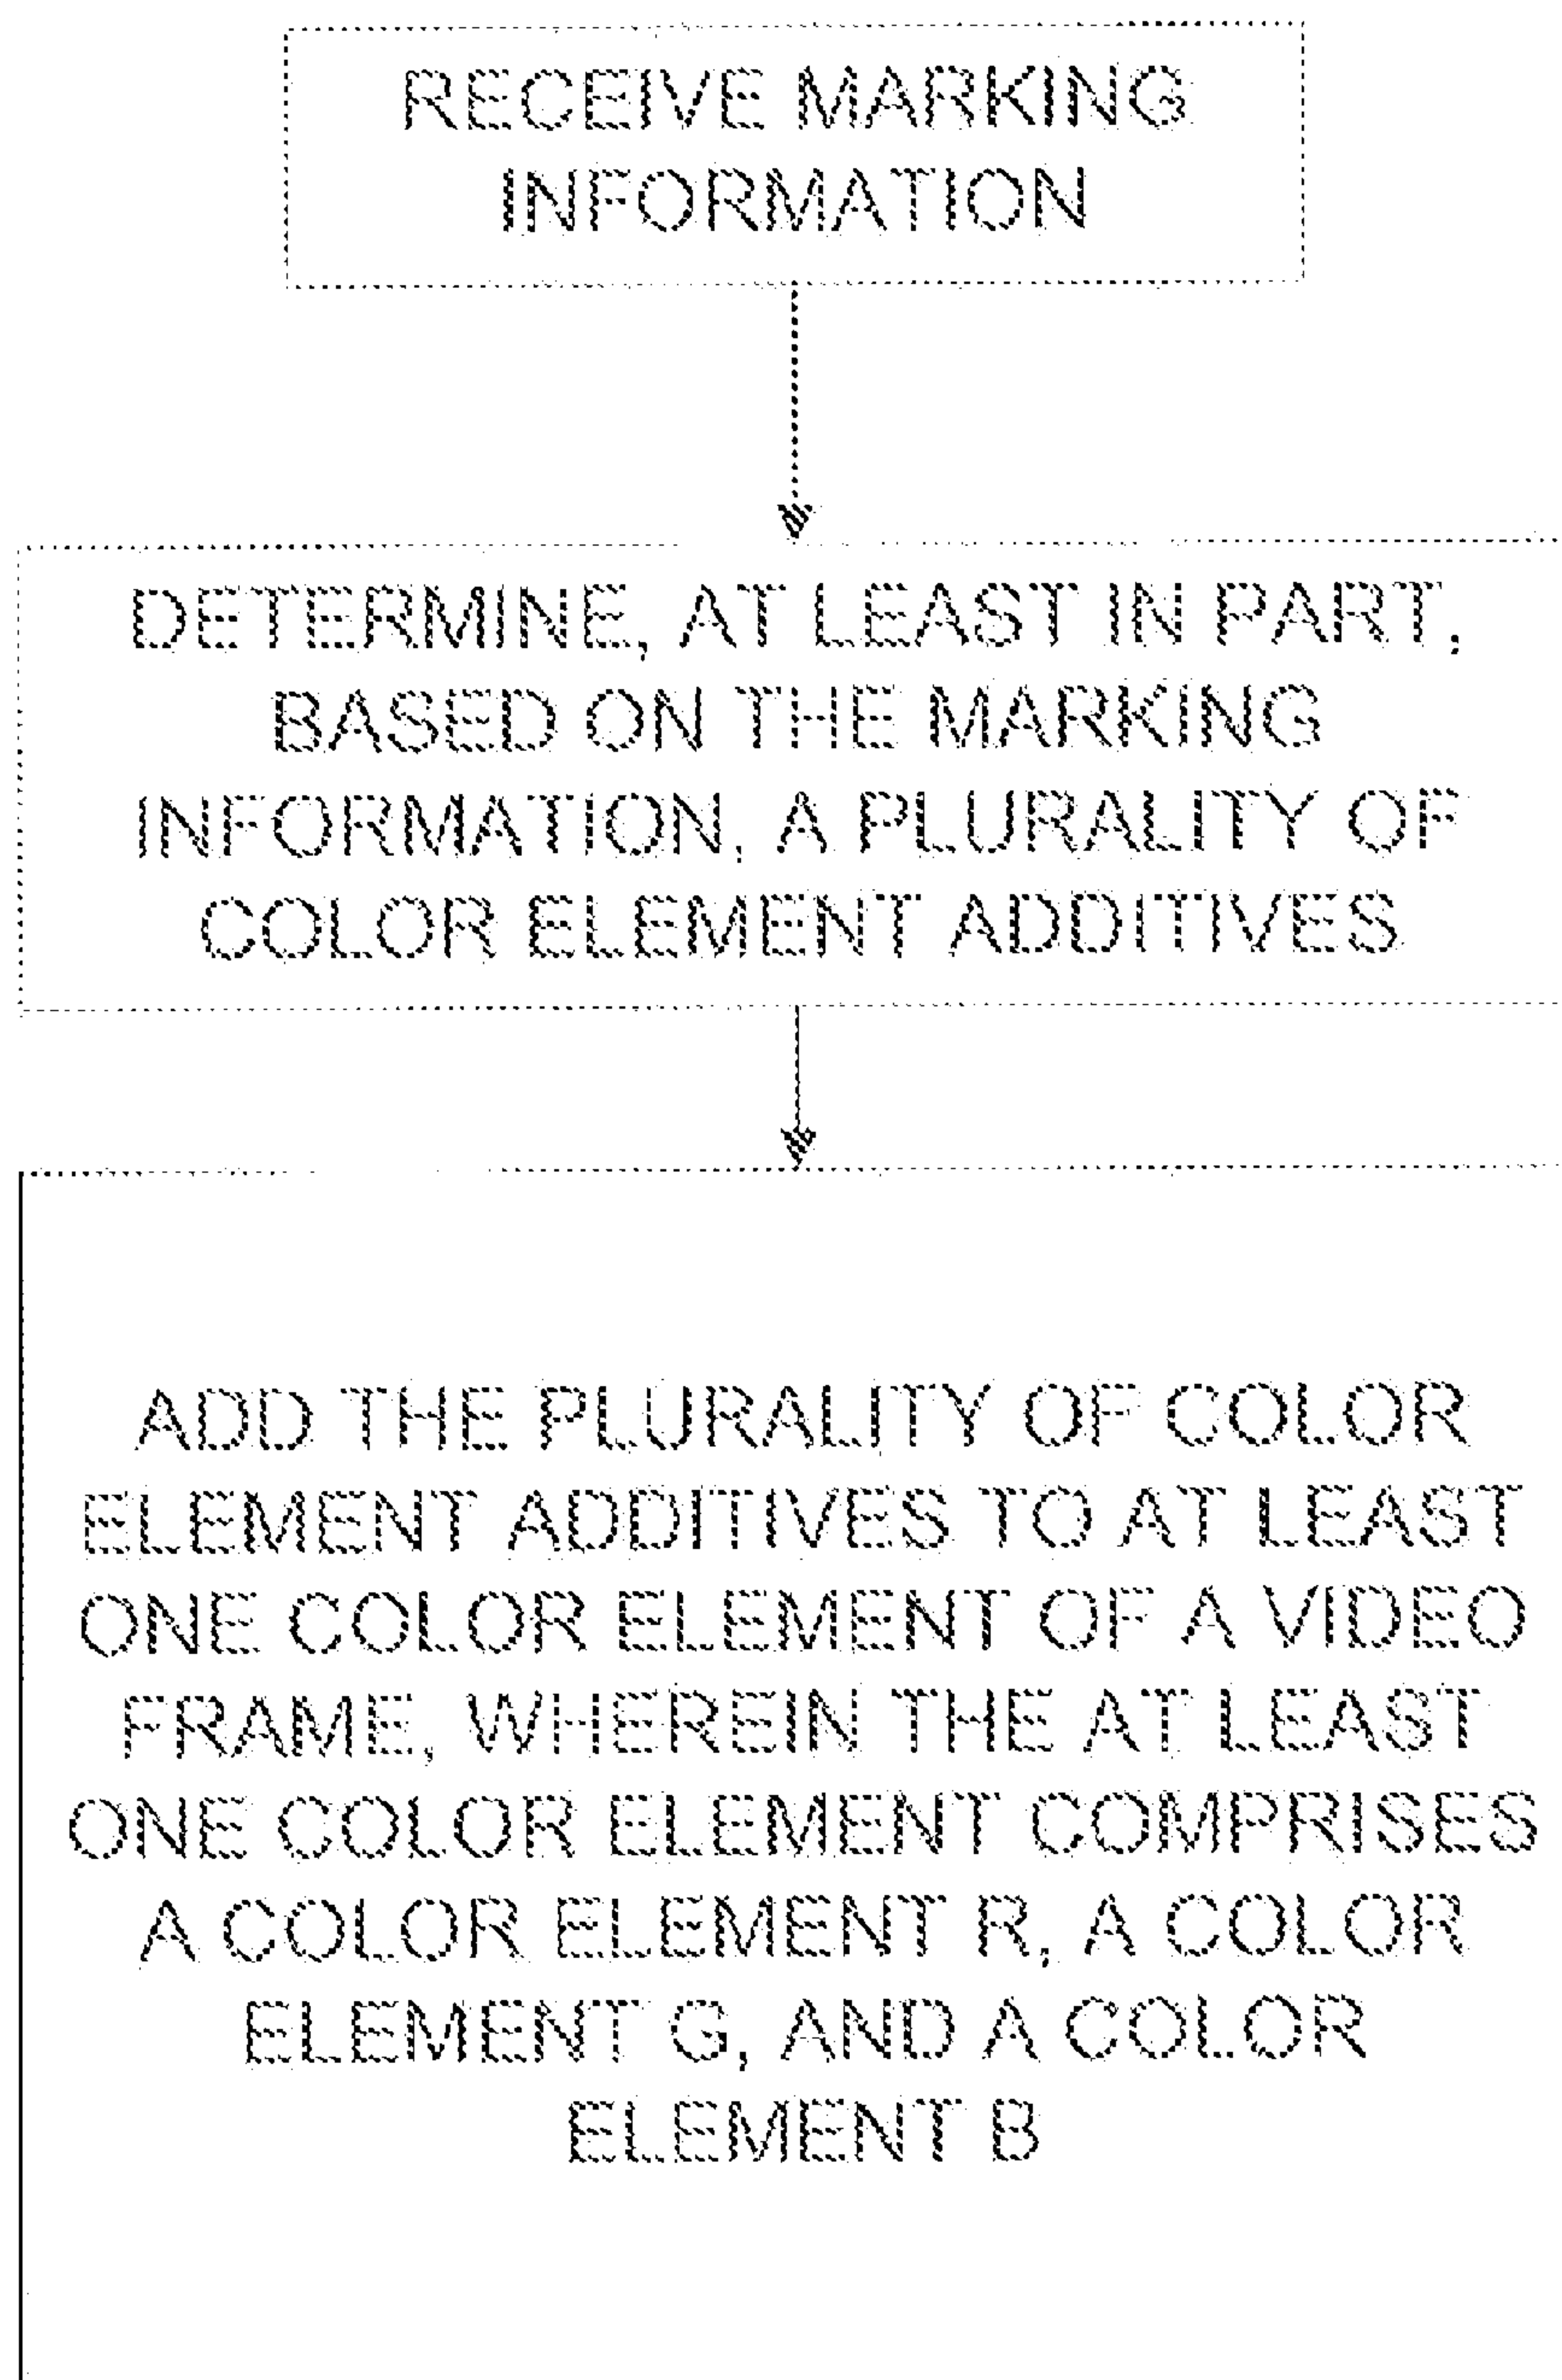 RECEIVE MARKING
INFORMATION
DETERMINE, AT LEAST IN PART,
BASED ON THE MARKING
INFORMATION, A PLURALITY OF
COLOR ELEMENT ADDITIVES
ADD THE PLURALITY OF COLOR
ELEMENT ADDITIVES TO AT LEAST
ONE COLOR ELEMENT OF A VIDEO
FRAME, WHEREIN THE AT LEAST
ONE COLOR ELEMENT COMPRISES
A COLOR ELEMENT R, A COLOR
ELEMENT G, AND A COLOR
ELEMENT B